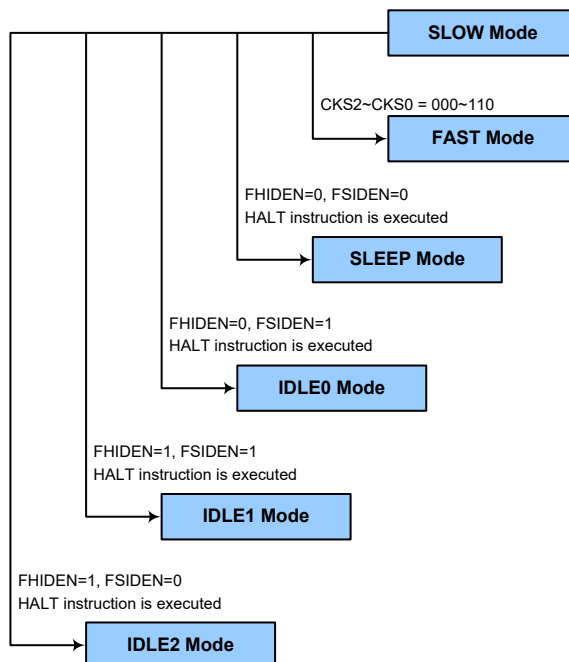 SLOW Mode
CKS2~CKS0 = 000~110
FAST Mode
FHIDEN=0, FSIDEN=0
HALT instruction is executed
SLEEP Mode
FHIDEN=0, FSIDEN=1
HALT instruction is executed
IDLE0 Mode
FHIDEN=1, FSIDEN=1
HALT instruction is executed
IDLE1 Mode
FHIDEN=1, FSIDEN=0
HALT instruction is executed
IDLE2 Mode